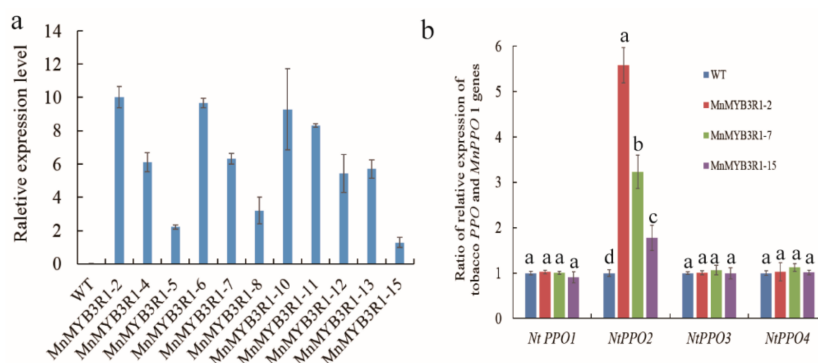 a
Raletive expression level
14
12
10
8
6
4
2
0
WT
MnMYB3R1-2
MnMYB3R1-4
MnMYB3R1-5
MnMYB3R1-6
MnMYB3R1-7
MnMYB3R1-8
MnMYB3R1-10
MnMYB3R1-11
MnMYB3R1-12
MnMYB3R1-13
MnMYB3R1-15
b
Ratio of relative expression of
tobacco PPO and MnPPO 1 genes
6
5
4
3
2
1
0
WT
MnMYB3R1-2
MnMYB3R1-7
MnMYB3R1-15
a a a a
d a b c
a a a a
a a a a
Nt PPO1
NtPPO2
NtPPO3
NtPPO4